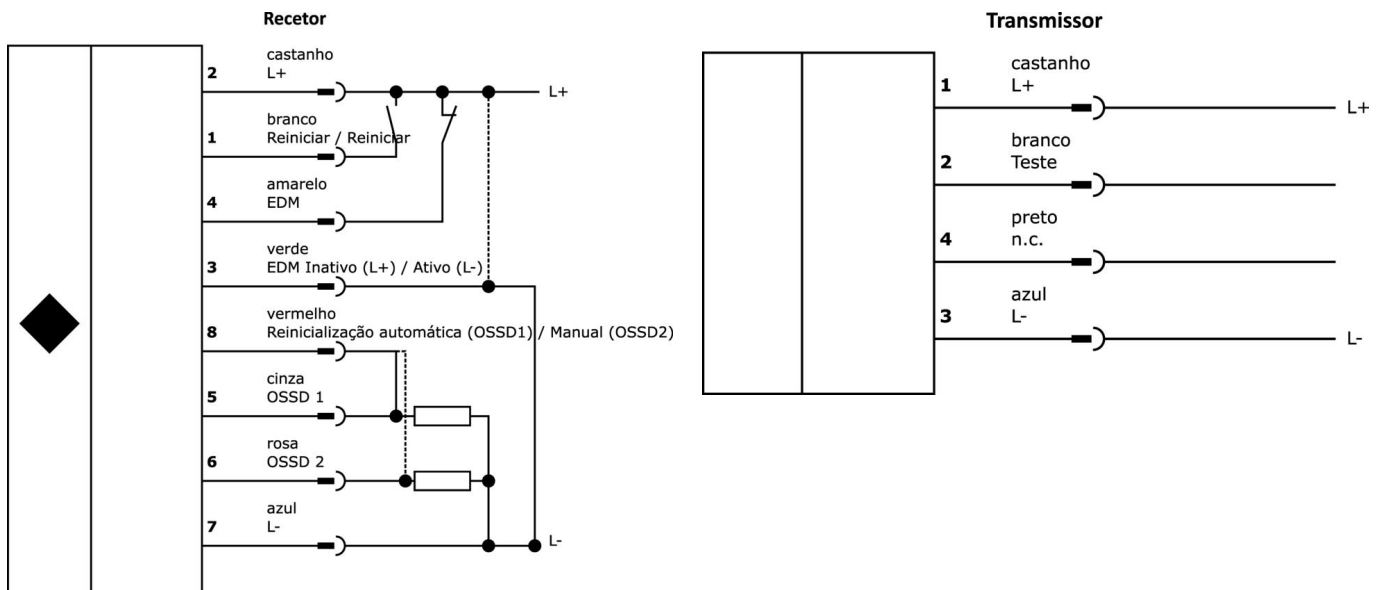 Recetor
castanho
2 L+
L+
branco
1 Reiniciar / Reiniciar
amarelo
4 EDM
verde
3 EDM Inativo (L+) / Ativo (L-)
vermelho
8 Reinicialização automática (OSSD1) / Manual (OSSD2)
cinza
5 OSSD 1
rosa
6 OSSD 2
azul
7 L-
L-
Transmissor
castanho
1 L+
L+
branco
2 Teste
preto
4 n.c.
azul
3 L-
L-